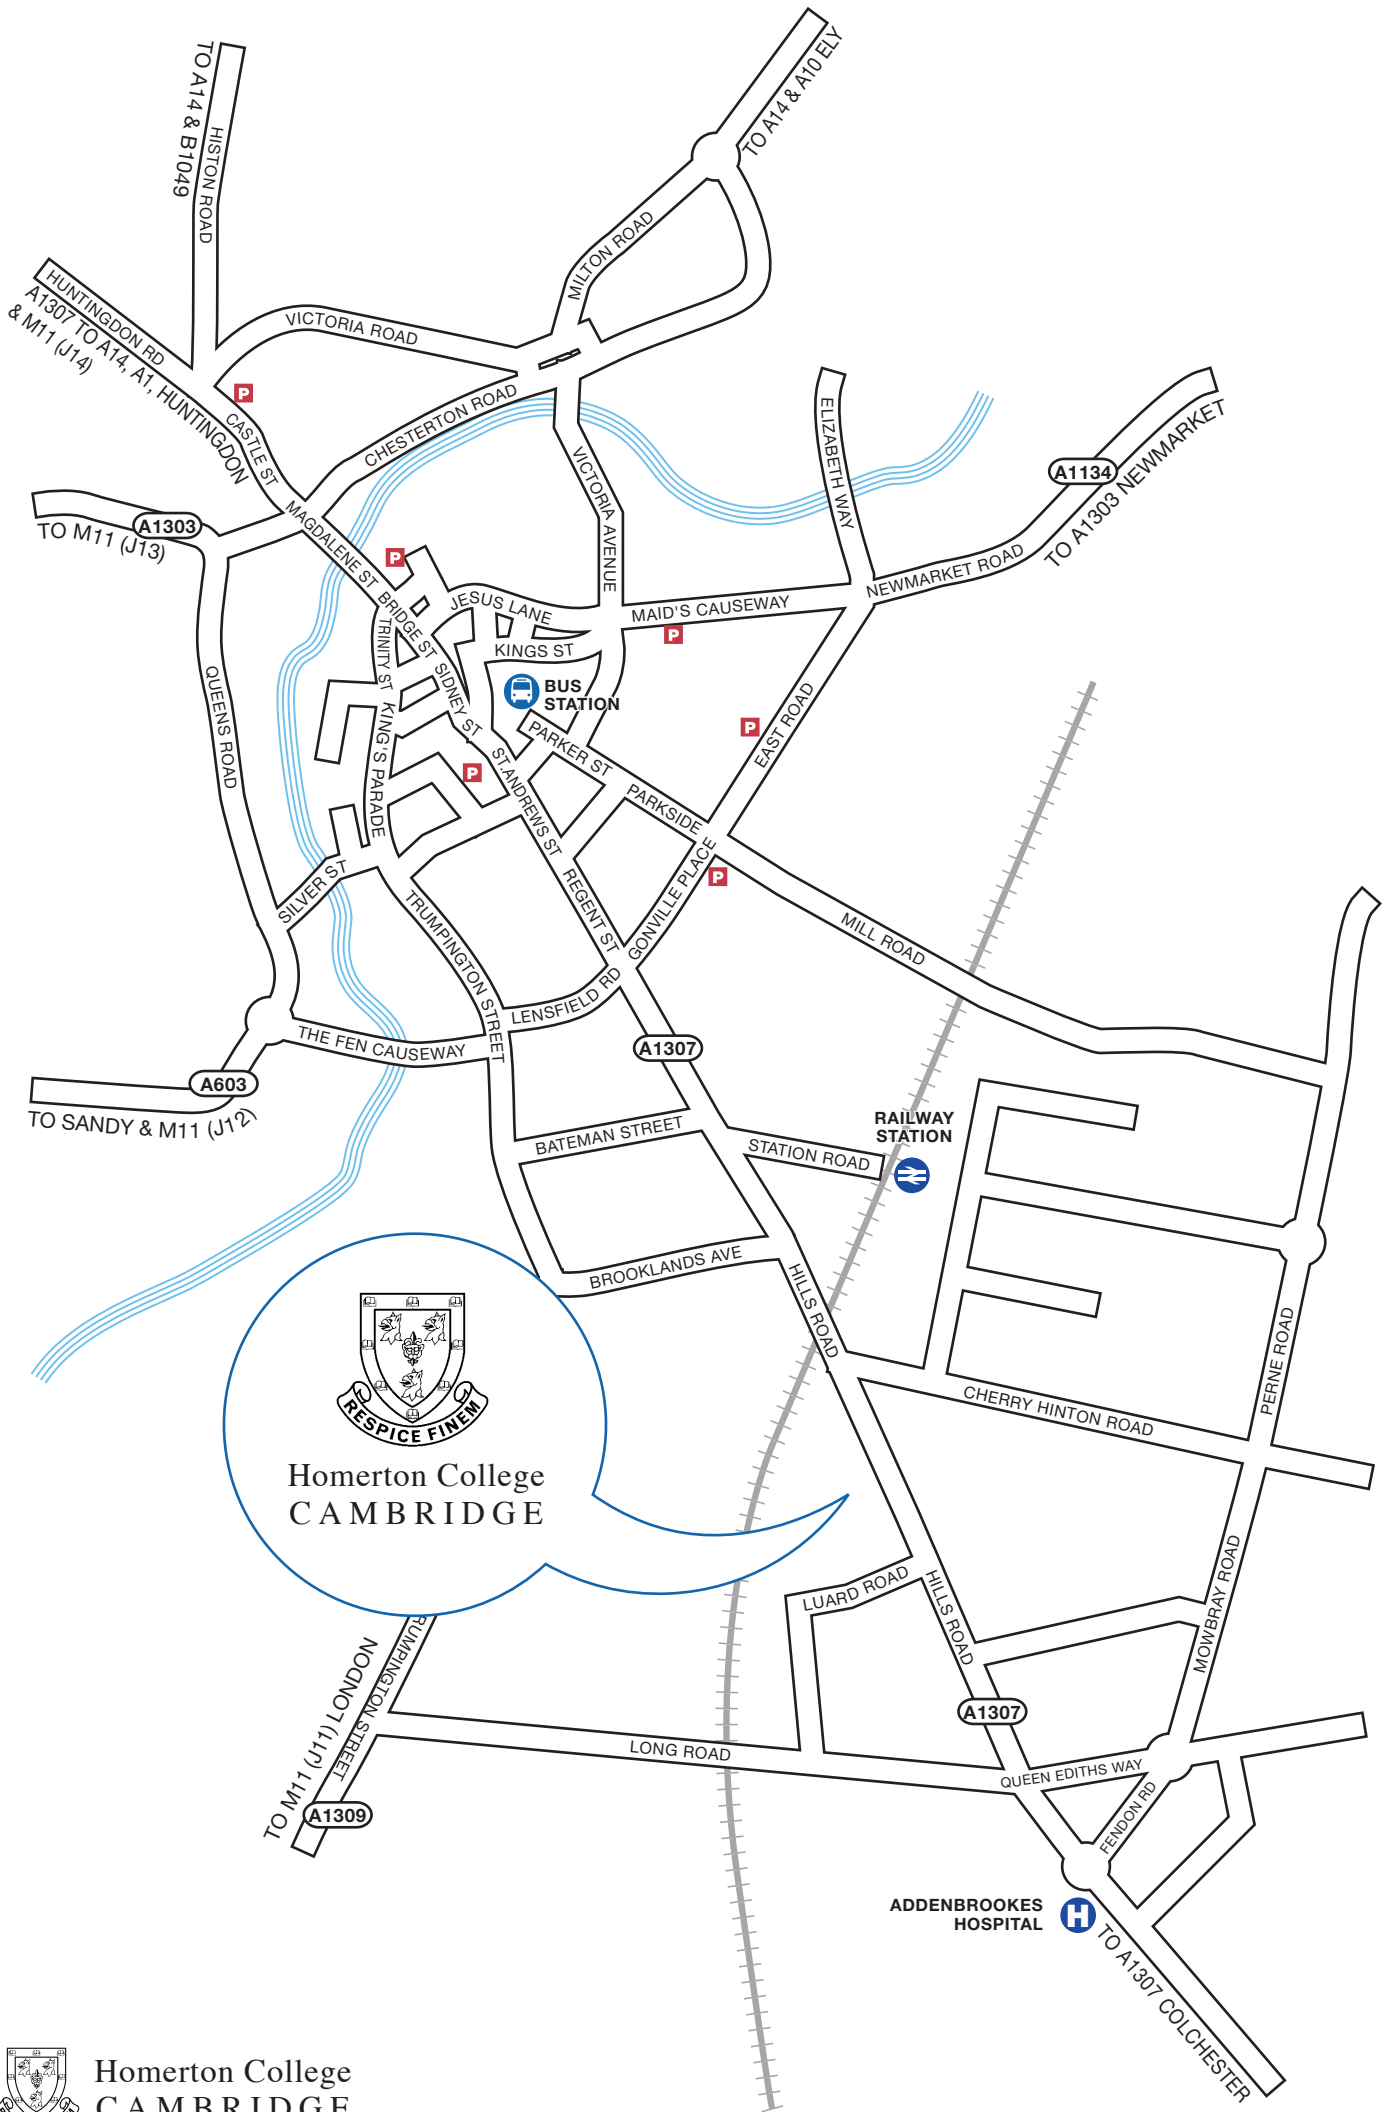 TO A14 & A10 ELY
TO A14 & B1049
HISTON ROAD
MILTON ROAD
HUNTINGDON RD
A1307 TO A14, A1, HUNTINGDON
& M11 (J14)
VICTORIA ROAD
P
CASTLE ST
CHESTERTON ROAD
ELIZABETH WAY
A1134
TO A1303 NEWMARKET
VICTORIA AVENUE
A1303
TO M11 (J13)
MAGDALENE ST
P
JESUS LANE
MAID'S CAUSEWAY
NEWMARKET ROAD
BRIDGE ST
TRINITY ST
KINGS ST
P
SIDNEY ST
BUS
STATION
QUEENS ROAD
KING'S PARADE
PARKER ST
P
EAST ROAD
P
ST.ANDREWS ST
PARKSIDE
SILVER ST
REGENT ST
GONVILLE PLACE
P
TRUMPINGTON STREET
MILL ROAD
LENSFIELD RD
THE FEN CAUSEWAY
A1307
A603
TO SANDY & M11 (J12)
RAILWAY
STATION
BATEMAN STREET
STATION ROAD
BROOKLANDS AVE
HILLS ROAD
PERNE ROAD
RESPICE FINEM
CHERRY HINTON ROAD
Homerton College
CAMBRIDGE
LUARD ROAD
HILLS ROAD
MOWBRAY ROAD
RUMPINGTON STREET
TO M11 (J11) LONDON
A1307
LONG ROAD
QUEEN EDITHS WAY
A1309
FENDON RD
ADDENBROOKES
HOSPITAL
H
TO A1307 COLCHESTER
Homerton College
CAMBRIDGE